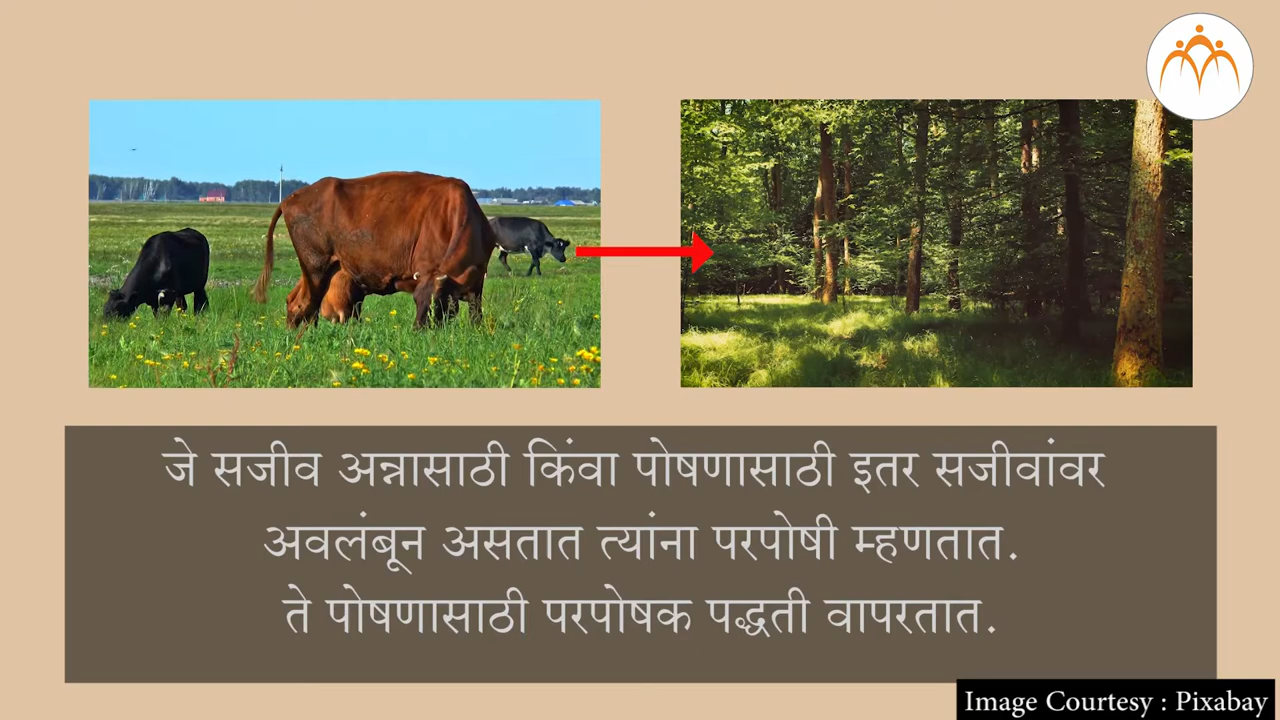 जे सजीव अन्नासाठी किंवा पोषणासाठी इतर सजीवांवर
अवलंबून असतात त्यांना परपोषी म्हणतात.
ते पोषणासाठी परपोषक पद्धती वापरतात.
Image Courtesy : Pixabay